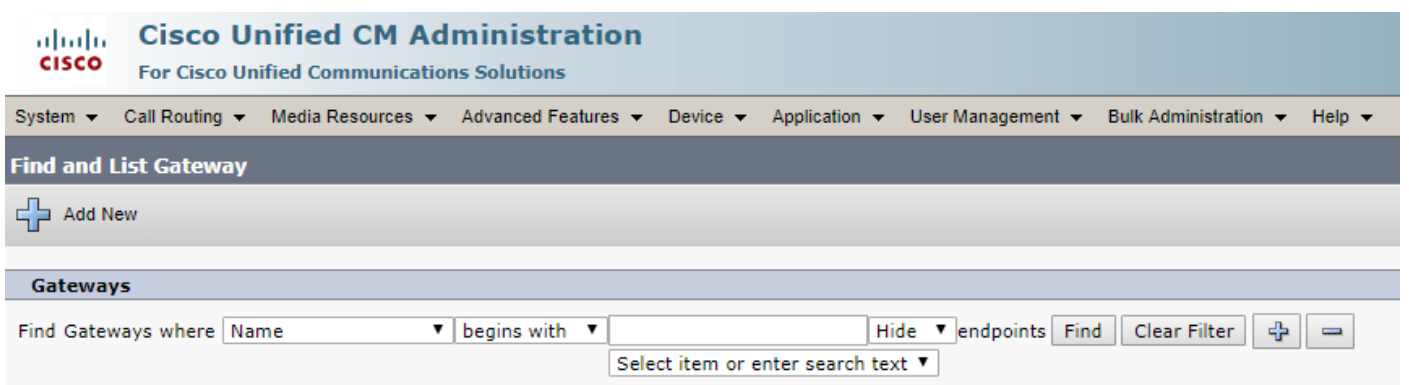 CISCO
Cisco Unified CM Administration
For Cisco Unified Communications Solutions
System Call Routing Media Resources Advanced Features Device Application User Management Bulk Administration Help
Find and List Gateway
Add New
Gateways
Find Gateways where Name begins with Hide endpoints Find Clear Filter
Select item or enter search text